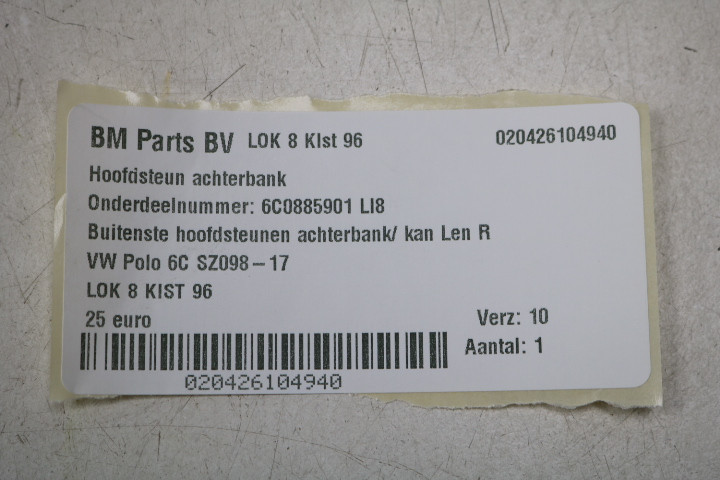 BM Parts BV LOK 8 KIst 96 020426104940
Hoofdsteun achterbank
Onderdeelnummer: 6C0885901 LI8
Buitenste hoofdsteunen achterbank/ kan Len R
VW Polo 6C SZ098-17
LOK 8 KIST 96
25 euro Verz: 10
Aantal: 1
020426104940